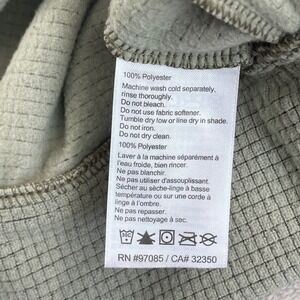 100% Polyester
Machine wash cold separately,
rinse thoroughly.
Do not bleach.
Do not use fabric softener.
Tumble dry low or line dry in shade.
Do not iron.
Do not dry clean.
100% Polyester
Laver à la machine séparément à
l'eau froide, bien rincer.
Ne pas blanchir.
Ne pas utiliser d'assouplissant.
Sécher au sèche-linge à basse
température ou sur une corde à
linge à l'ombre.
Ne pas repasser.
Ne pas nettoyage à sec.
RN #97085 / CA# 32350